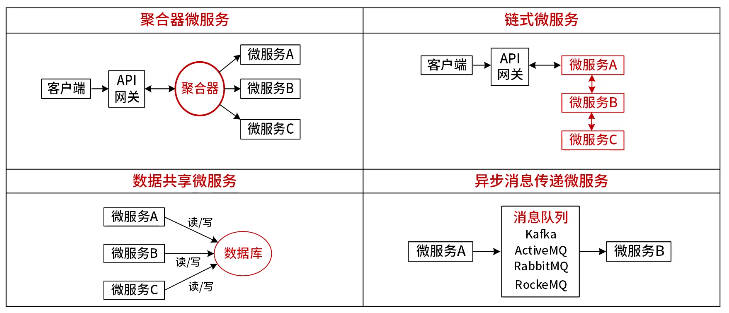 聚合器微服务
客户端
API
网关
聚合器
微服务A
微服务B
微服务C
链式微服务
客户端
API
网关
微服务A
微服务B
微服务C
数据共享微服务
微服务A
微服务B
微服务C
读/写
读/写
读/写
数据库
异步消息传递微服务
微服务A
消息队列
Kafka
ActiveMQ
RabbitMQ
RockeMQ
微服务B